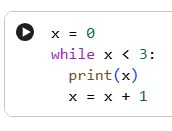 x = 0
while x < 3:
  print(x)
  x = x + 1